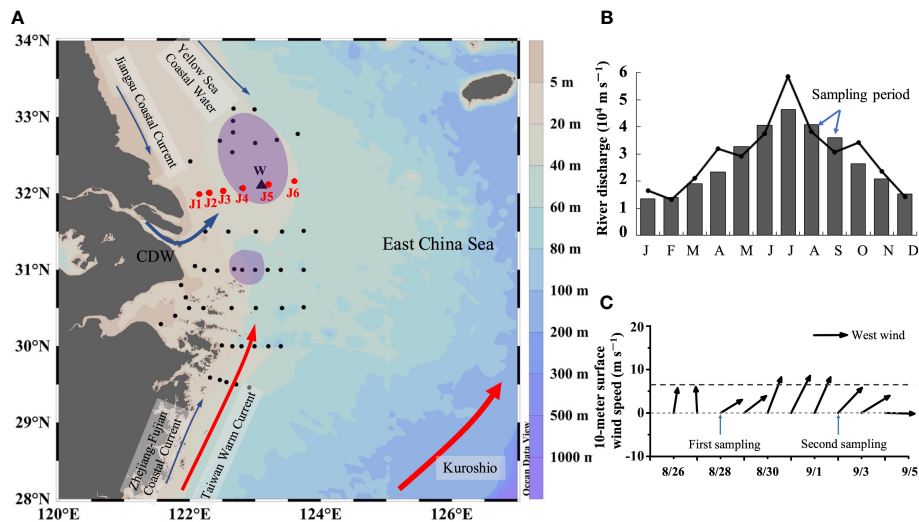 A
34°N
33°N
32°N
31°N
30°N
29°N
28°N
120°E
122°E
124°E
126°E
Jiangsu Coastal Current
Yellow Sea
Coastal Water
W
J1
J2
J3
J4
J5
J6
CDW
East China Sea
Zhejiang-Fujian
Coastal Current
Taiwan Warm Current
Kuroshio
5 m
20 m
40 m
60 m
80 m
100 m
200 m
300 m
500 m
1000 n
Ocean Data View
B
River discharge (10⁴ m s⁻¹)
6
5
4
3
2
1
0
Sampling period
J F M A M J J A S O N D
C
10-meter surface
wind speed (m s⁻¹)
20
10
0
-10
West wind
First sampling
Second sampling
8/26 8/28 8/30 9/1 9/3 9/5